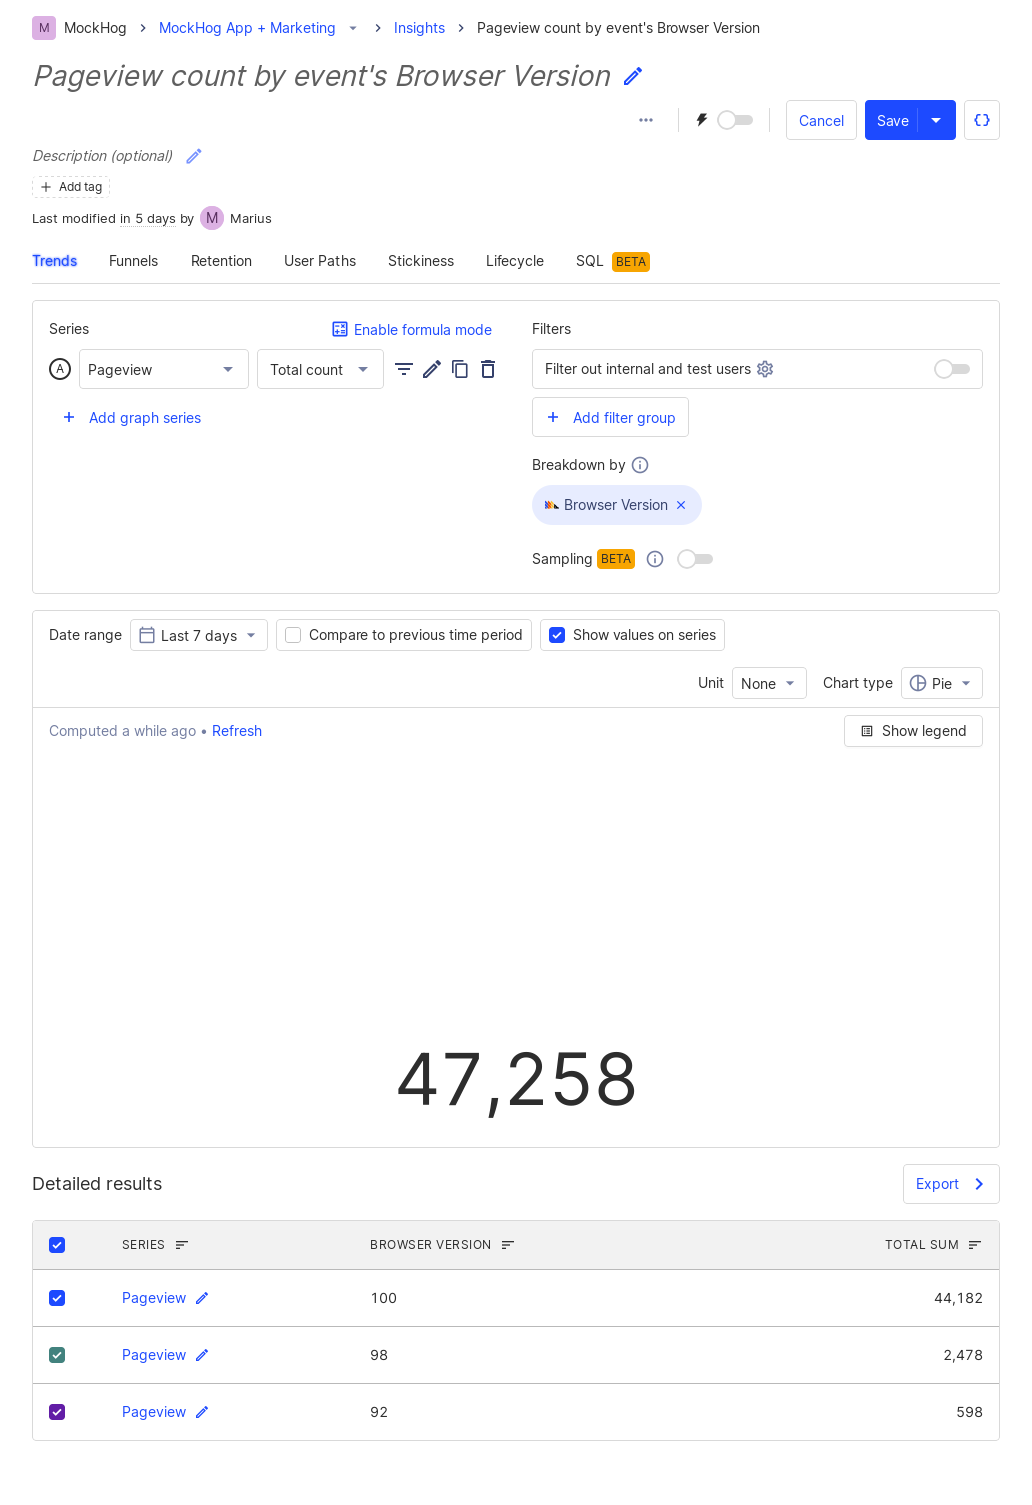 M MockHog MockHog App + Marketing Insights Pageview count by event's Browser Version
Pageview count by event's Browser Version
Cancel Save
Description (optional)
Add tag
Last modified in 5 days by M Marius
Trends Funnels Retention User Paths Stickiness Lifecycle SQL BETA
Series Enable formula mode
A Pageview Total count
Add graph series
Filters
Filter out internal and test users
Add filter group
Breakdown by
Browser Version
Sampling BETA
Date range Last 7 days Compare to previous time period Show values on series
Unit None Chart type Pie
Computed a while ago • Refresh Show legend
47,258
Detailed results Export
SERIES BROWSER VERSION TOTAL SUM
Pageview 100 44,182
Pageview 98 2,478
Pageview 92 598